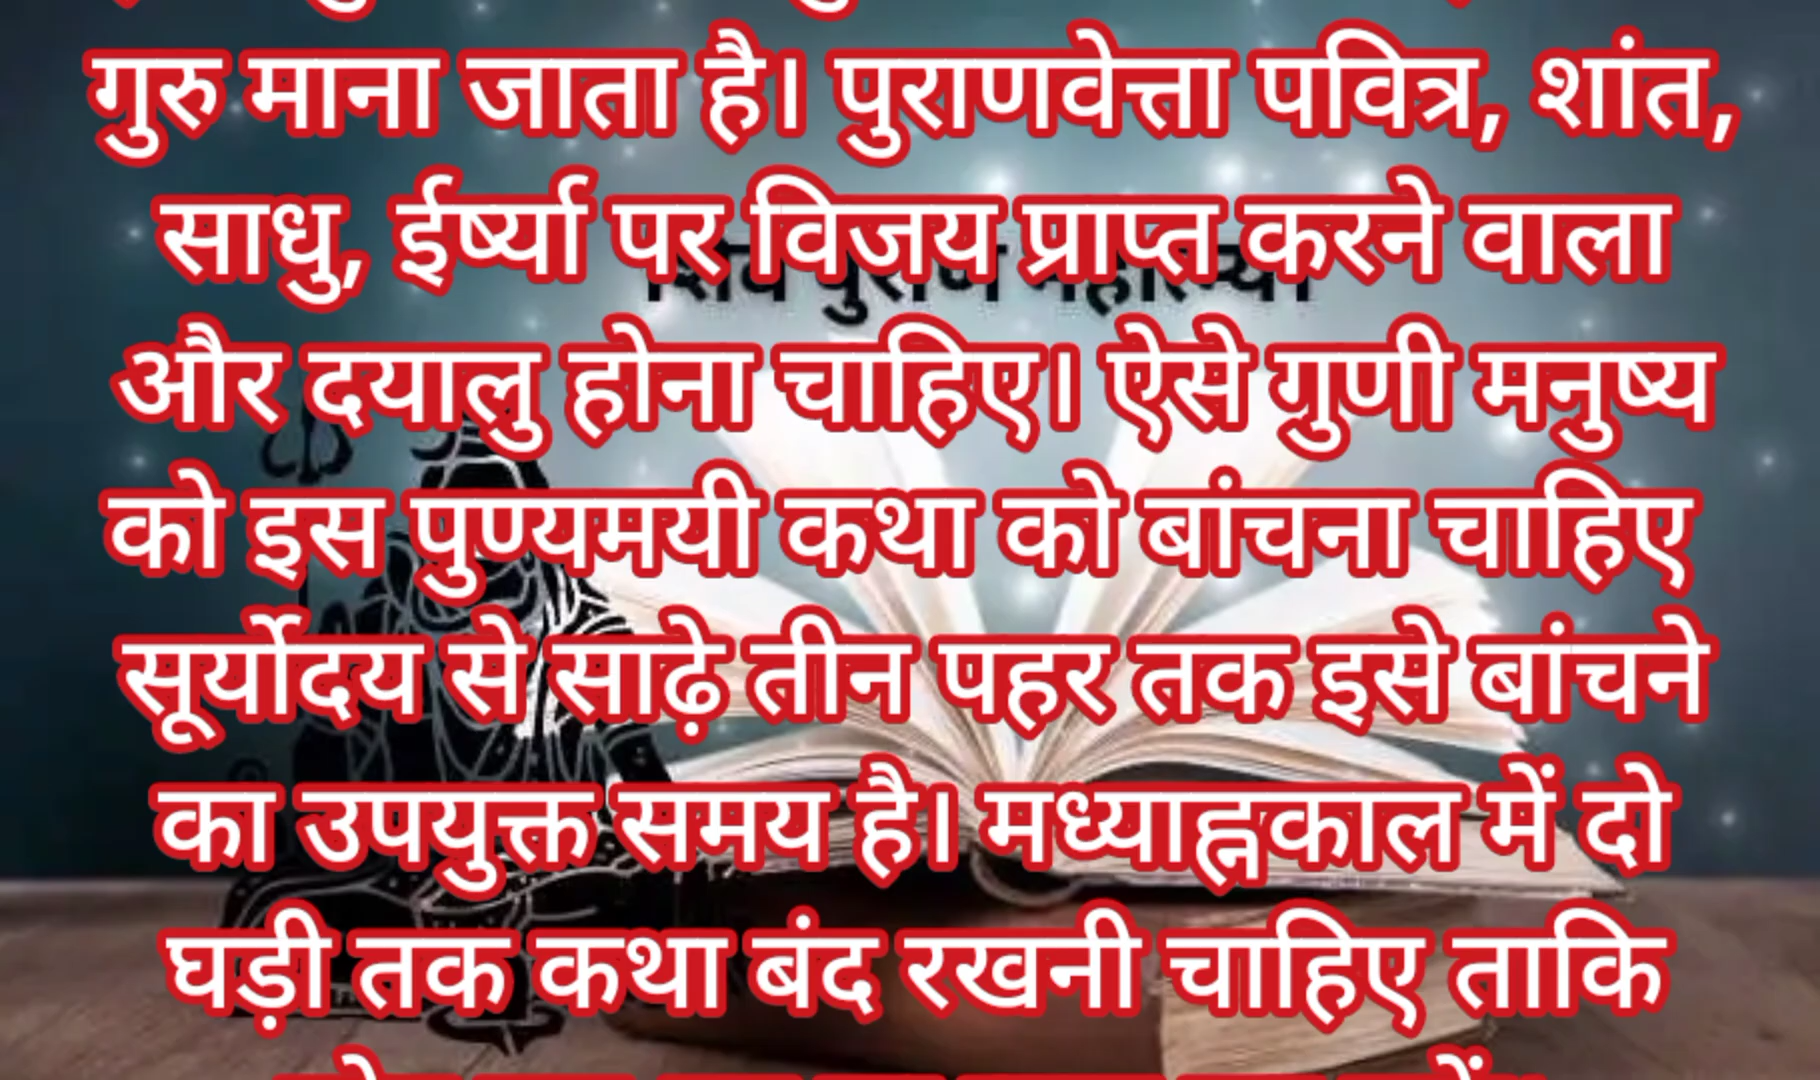 गुरु माना जाता है। पुराणवेत्ता पवित्र, शांत,
साधु, ईर्ष्या पर विजय प्राप्त करने वाला
शिव पुराण महात्म्य।
और दयालु होना चाहिए। ऐसे गुणी मनुष्य
को इस पुण्यमयी कथा को बांचना चाहिए
सूर्योदय से साढ़े तीन पहर तक इसे बांचने
का उपयुक्त समय है। मध्याह्नकाल में दो
घड़ी तक कथा बंद रखनी चाहिए ताकि